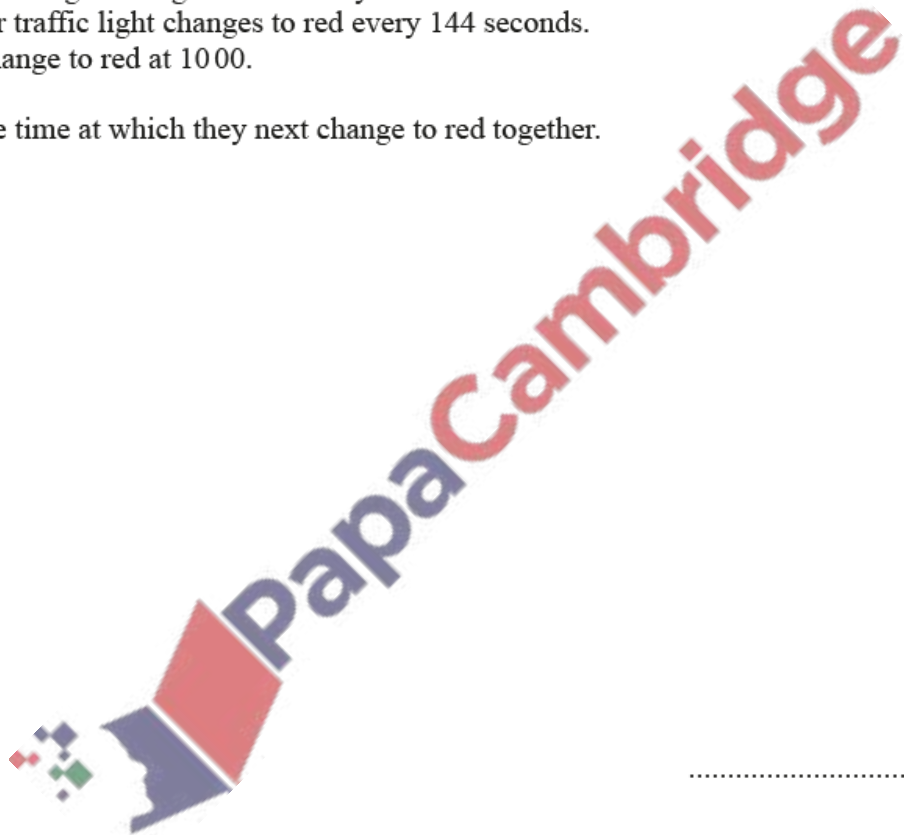 r traffic light changes to red every 144 seconds.
ange to red at 10 00.
e time at which they next change to red together.
PapaCambridge